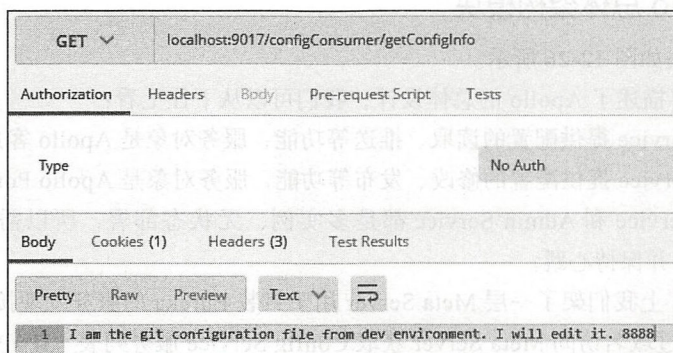 GET localhost:9017/configConsumer/getConfigInfo
Authorization Headers Body Pre-request Script Tests
Type No Auth
Body Cookies (1) Headers (3) Test Results
Pretty Raw Preview Text
1 I am the git configuration file from dev environment. I will edit it. 8888